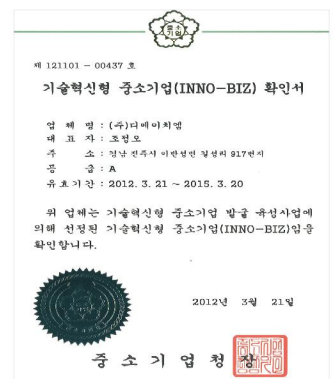 중소
기업
제 121101 - 00437 호
기술혁신형 중소기업(INNO-BIZ) 확인서
업 체 명 : (주)디에이치엠
대 표 자 : 조정오
주 소 : 경남 진주시 이반성면 길성리 917번지
등 급 : A
유효기간 : 2012. 3. 21 ~ 2015. 3. 20
위 업체는 기술혁신형 중소기업 발굴·육성사업에
의해 선정된 기술혁신형 중소기업(INNO-BIZ)임을
확인합니다.
2012년 3월 21일
중 소 기 업 청 장